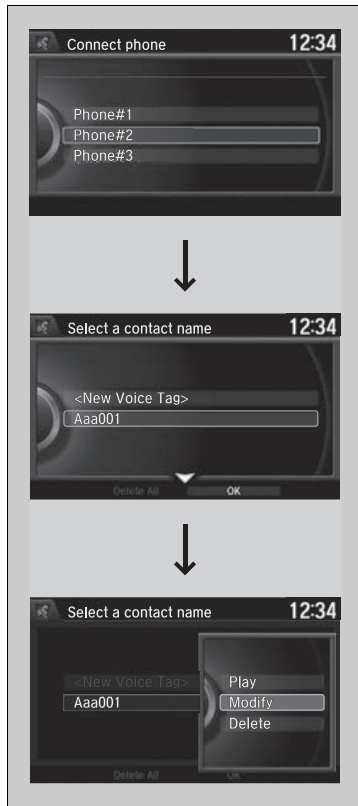 Connect phone 12:34
Phone#1
Phone#2
Phone#3
Select a contact name 12:34
<New Voice Tag>
Aaa001
Delete All OK
Select a contact name 12:34
<New Voice Tag> Play
Aaa001 Modify
Delete
Delete All OK